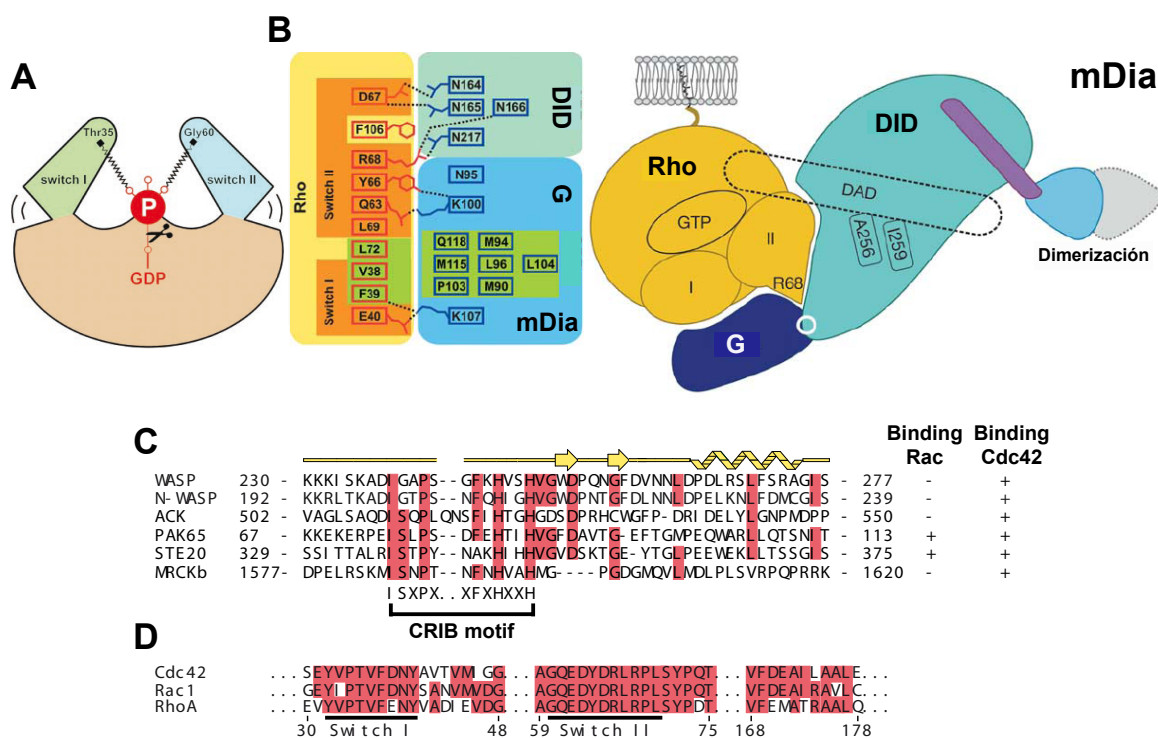 A
Thr35
Gly60
switch I
switch II
P
GDP
B
Rho
Switch II
Switch I
D67
F106
R68
Y66
Q63
L69
L72
V38
F39
E40
N164
N165
N166
N217
DID
N95
K100
G
Q118 M94
M115 L96 L104
P103 M90
K107
mDia
mDia
Rho
GTP
II
I
R68
G
DID
DAD
A256
I259
Dimerización
C
Binding Rac
Binding Cdc42
WASP 230 - KKKISKADIGAPS--GFKHVSHVGWDPQNGFDVNNLDPDLRSLFSRAGIS - 277 - +
N-WASP 192 - KKRLTKADIGTPS--NFQHIGHVGWDPNTGFDLNNLDPELKNLFDMCGIS - 239 - +
ACK 502 - VAGLSAQDISQPLQNSFIHTGHGDSDPRHCWGFP-DRIDELYLGNPMDPP - 550 - +
PAK65 67 - KKEKERPEISLPS--DFEHTIHVGFDAVTG-EFTGMPEQWARLLQTSNIT - 113 + +
STE20 329 - SSITTALRISTPY--NAKHIHHVGVDSKTGE-YTGLPEEWEKLLTSSGIS - 375 + +
MRCKb 1577- DPELRSKMISNPT--NFNHVAHMG----PGDGMQVLMDLPLSVRPQPRRK - 1620 - +
ISXPX..XFXHXXH
CRIB motif
D
Cdc42 ...SEYVPTVFDNYAVTVMIGG...AGQEDYDRLRPLSYPQT...VFDEAILAALE...
Rac1 ...GEYIPTVFDNYSANVMVDG...AGQEDYDRLRPLSYPQT...VFDEAIRAVLC...
RhoA ...EVYVPTVFENYVADIEVDG...AGQEDYDRLRPLSYPDT...VFEMATRAALQ...
30 Switch I 48 59 Switch II 75 168 178